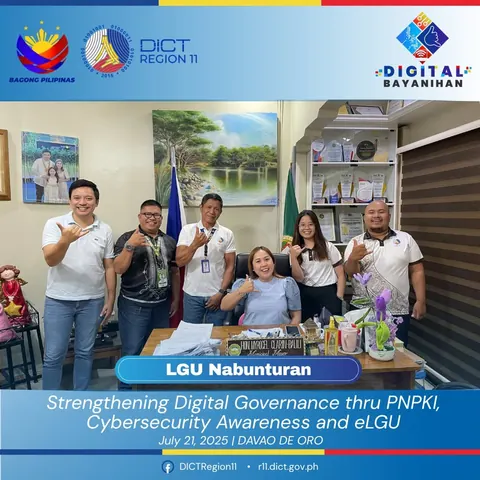 BAGONG PILIPINAS
DICT
REGION 11
2016
DIGITAL
BAYANIHAN
LGU Nabunturan
Strengthening Digital Governance thru PNPKI,
Cybersecurity Awareness and eLGU
July 21, 2025 | DAVAO DE ORO
DICTRegion11 • r11.dict.gov.ph